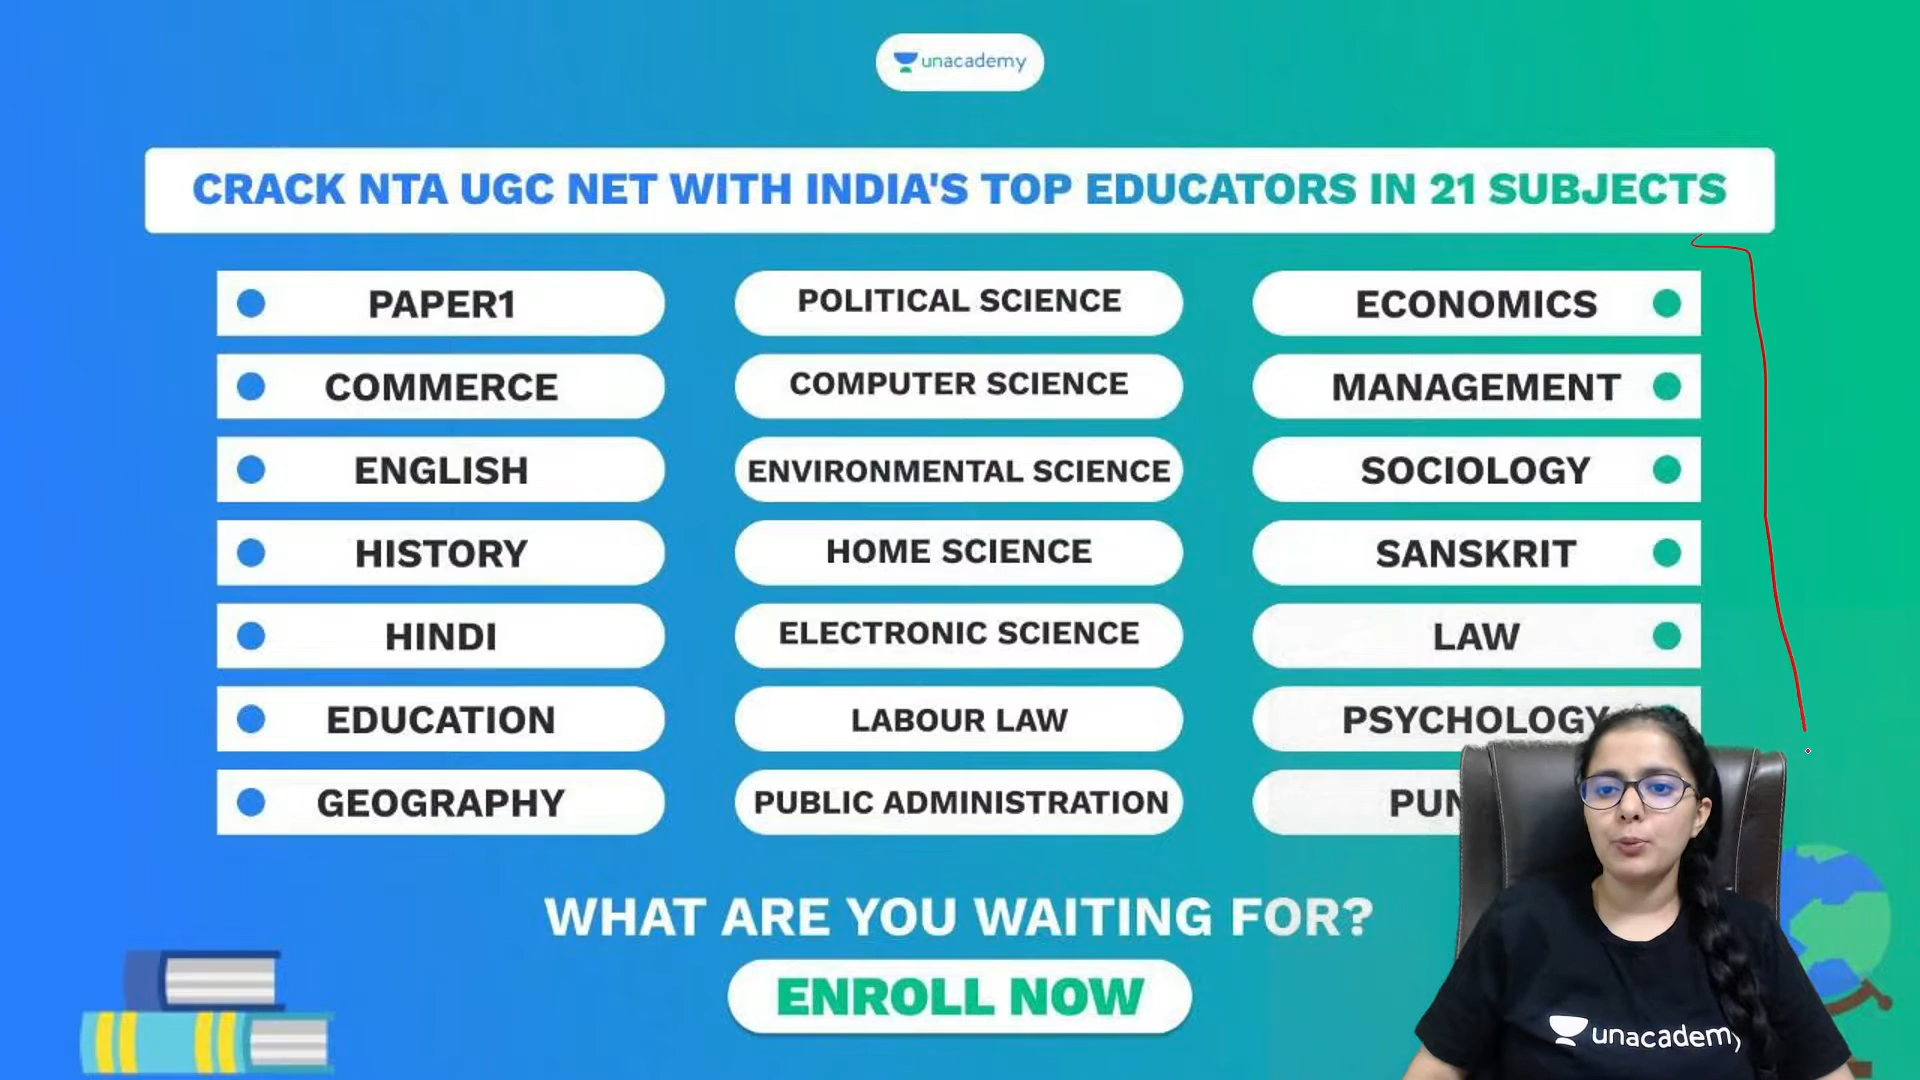 unacademy
CRACK NTA UGC NET WITH INDIA'S TOP EDUCATORS IN 21 SUBJECTS
PAPER1
POLITICAL SCIENCE
ECONOMICS
COMMERCE
COMPUTER SCIENCE
MANAGEMENT
ENGLISH
ENVIRONMENTAL SCIENCE
SOCIOLOGY
HISTORY
HOME SCIENCE
SANSKRIT
HINDI
ELECTRONIC SCIENCE
LAW
EDUCATION
LABOUR LAW
PSYCHOLOGY
GEOGRAPHY
PUBLIC ADMINISTRATION
WHAT ARE YOU WAITING FOR?
ENROLL NOW
unacademy